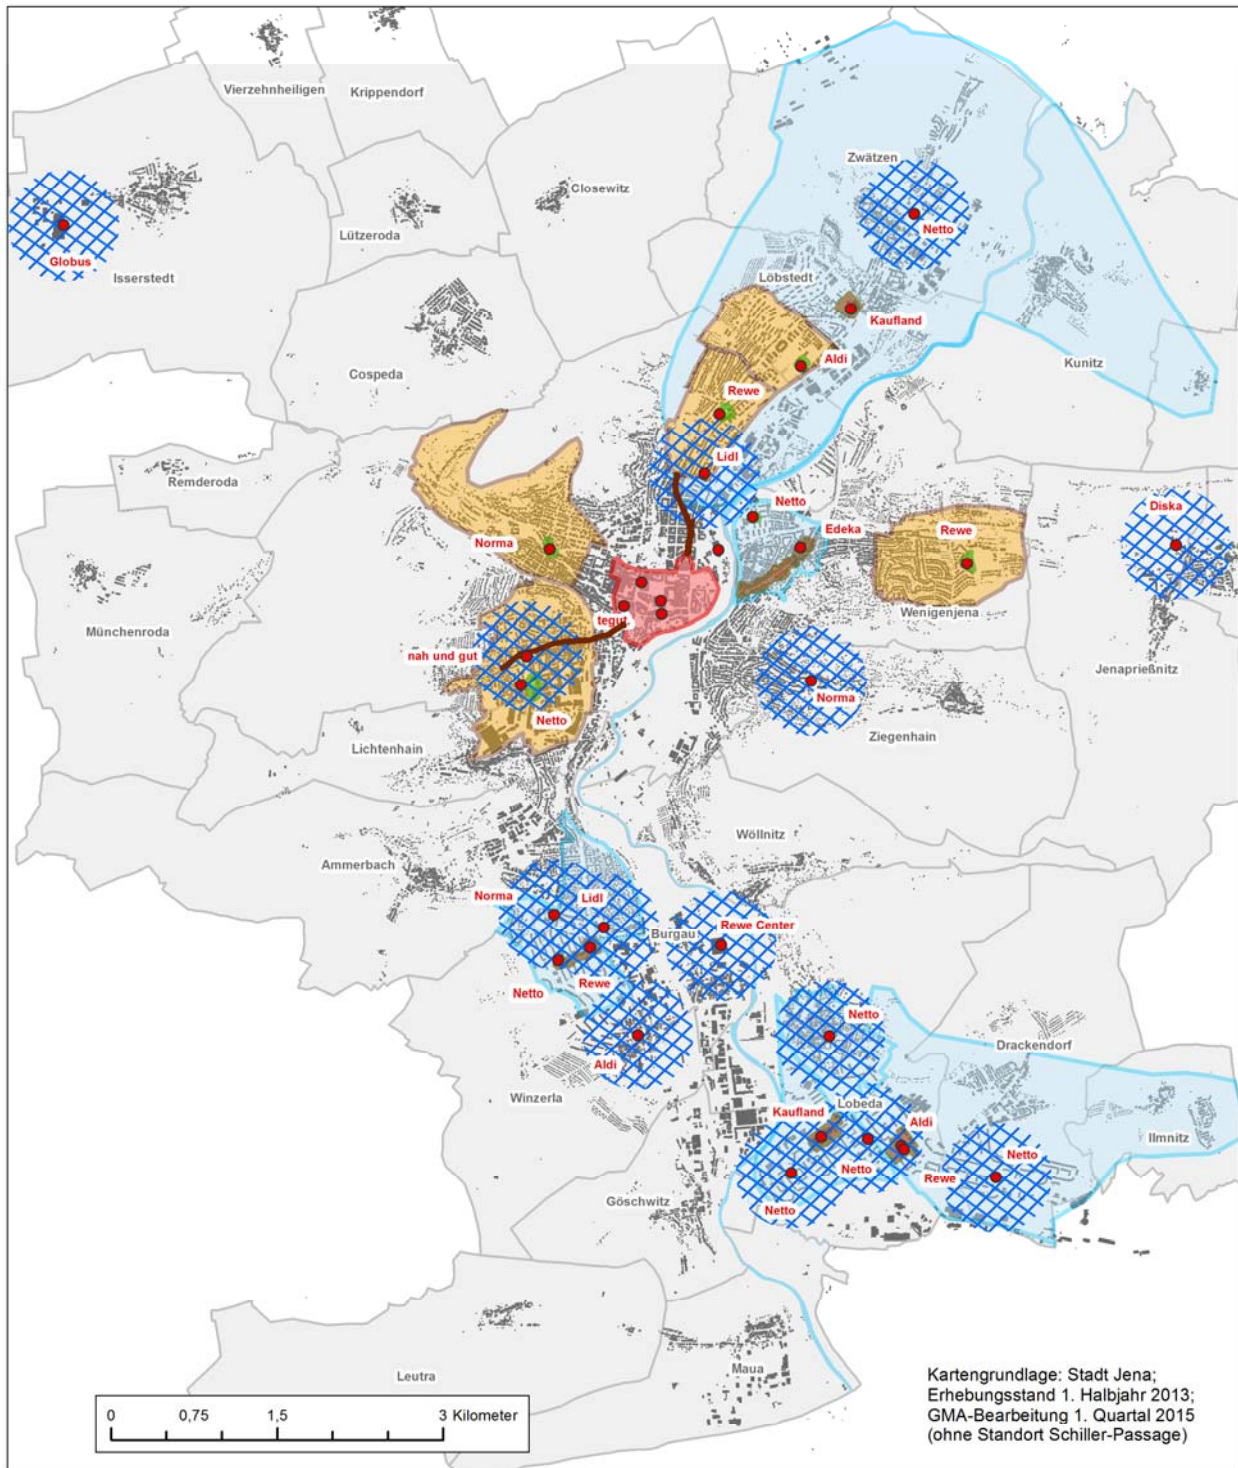 Vierzehnheiligen
Krippendorf
Zwätzen
Closewitz
Lützeroda
Netto
Globus
Isserstedt
Löbstedt
Kaufland
Kunitz
Aldi
Cospeda
Rewe
Lidl
Remderoda
Netto
Diska
Edeka
Rewe
Norma
Wenigenjena
tegut
Münchenroda
nah und gut
Jenaprießnitz
Norma
Netto
Ziegenhain
Lichtenhain
Wöllnitz
Ammerbach
Norma
Lidl
Rewe Center
Burgau
Rewe
Netto
Netto
Drackendorf
Aldi
Winzerla
Kaufland
Lobeda
Aldi
Ilmnitz
Netto
Netto
Rewe
Göschwitz
Netto
Maua
Leutra
Kartengrundlage: Stadt Jena;
Erhebungsstand 1. Halbjahr 2013;
GMA-Bearbeitung 1. Quartal 2015
(ohne Standort Schiller-Passage)
0 0,75 1,5 3 Kilometer